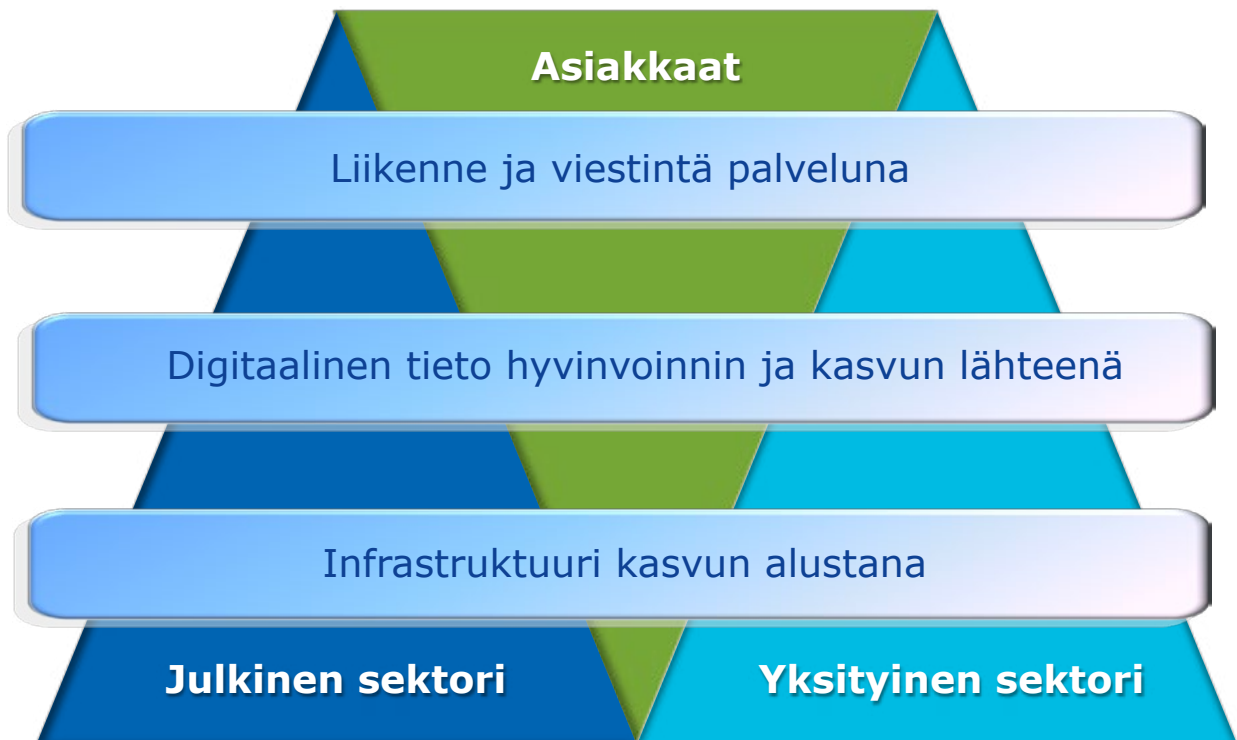 Asiakkaat
Liikenne ja viestintä palveluna
Digitaalinen tieto hyvinvoinnin ja kasvun lähteenä
Infrastruktuuri kasvun alustana
Julkinen sektori
Yksityinen sektori